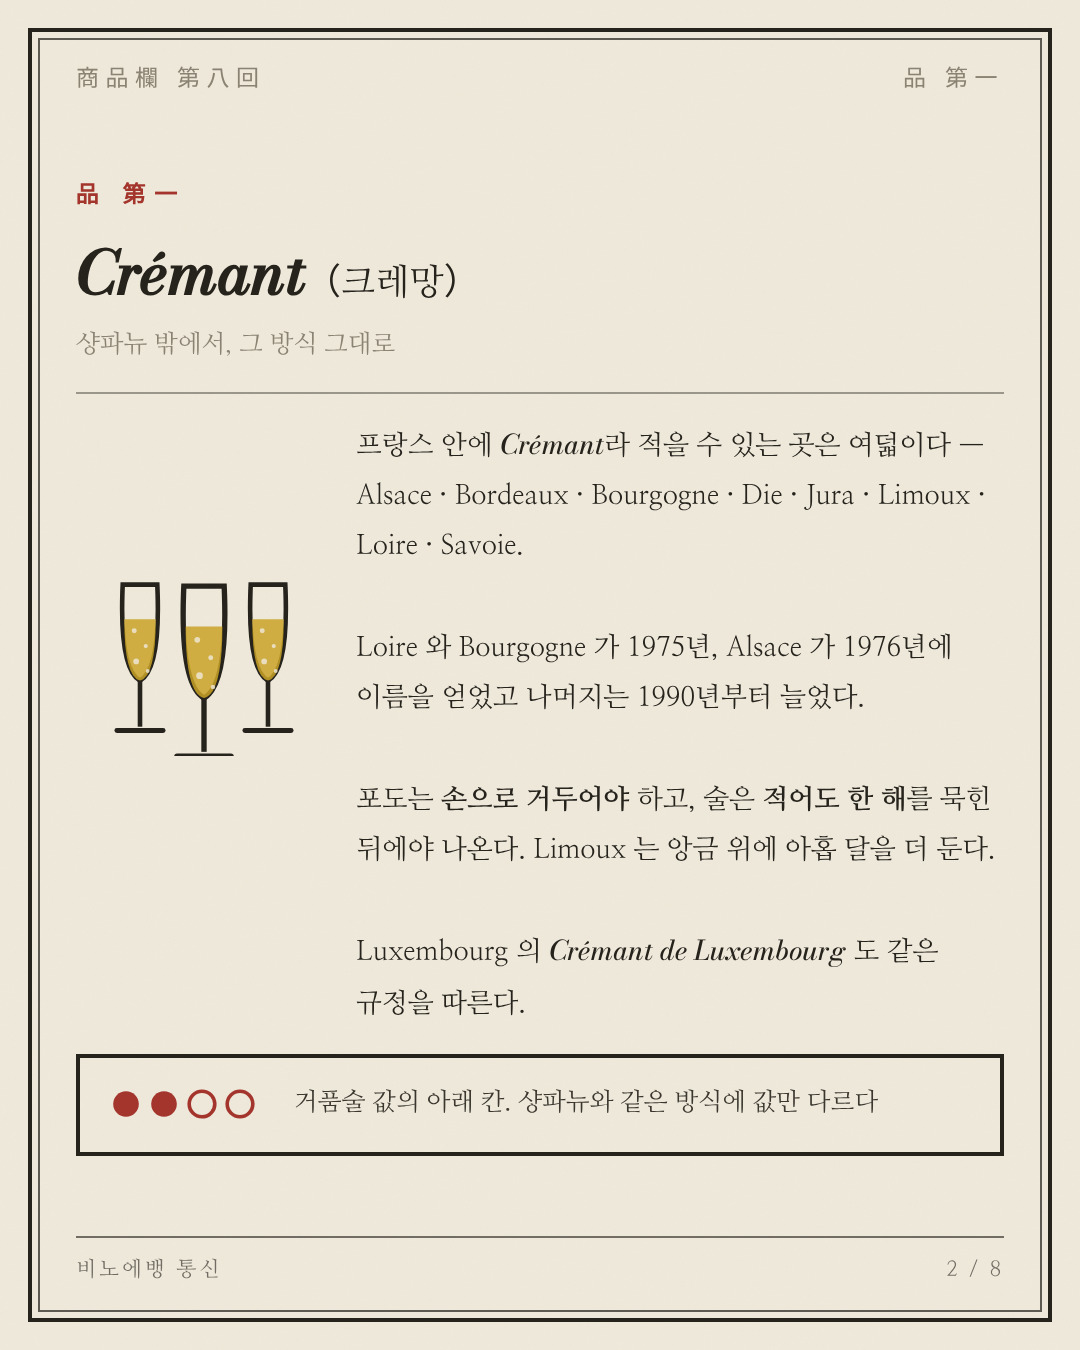 商品欄 第八回
品 第一
品 第一
Crémant (크레망)
샹파뉴 밖에서, 그 방식 그대로
프랑스 안에 Crémant라 적을 수 있는 곳은 여덟이다 —
Alsace · Bordeaux · Bourgogne · Die · Jura · Limoux ·
Loire · Savoie.
Loire 와 Bourgogne 가 1975년, Alsace 가 1976년에
이름을 얻었고 나머지는 1990년부터 늘었다.
포도는 손으로 거두어야 하고, 술은 적어도 한 해를 묵힌
뒤에야 나온다. Limoux 는 앙금 위에 아홉 달을 더 둔다.
Luxembourg 의 Crémant de Luxembourg 도 같은
규정을 따른다.
거품술 값의 아래 칸. 샹파뉴와 같은 방식에 값만 다르다
비노에뱅 통신
2 / 8